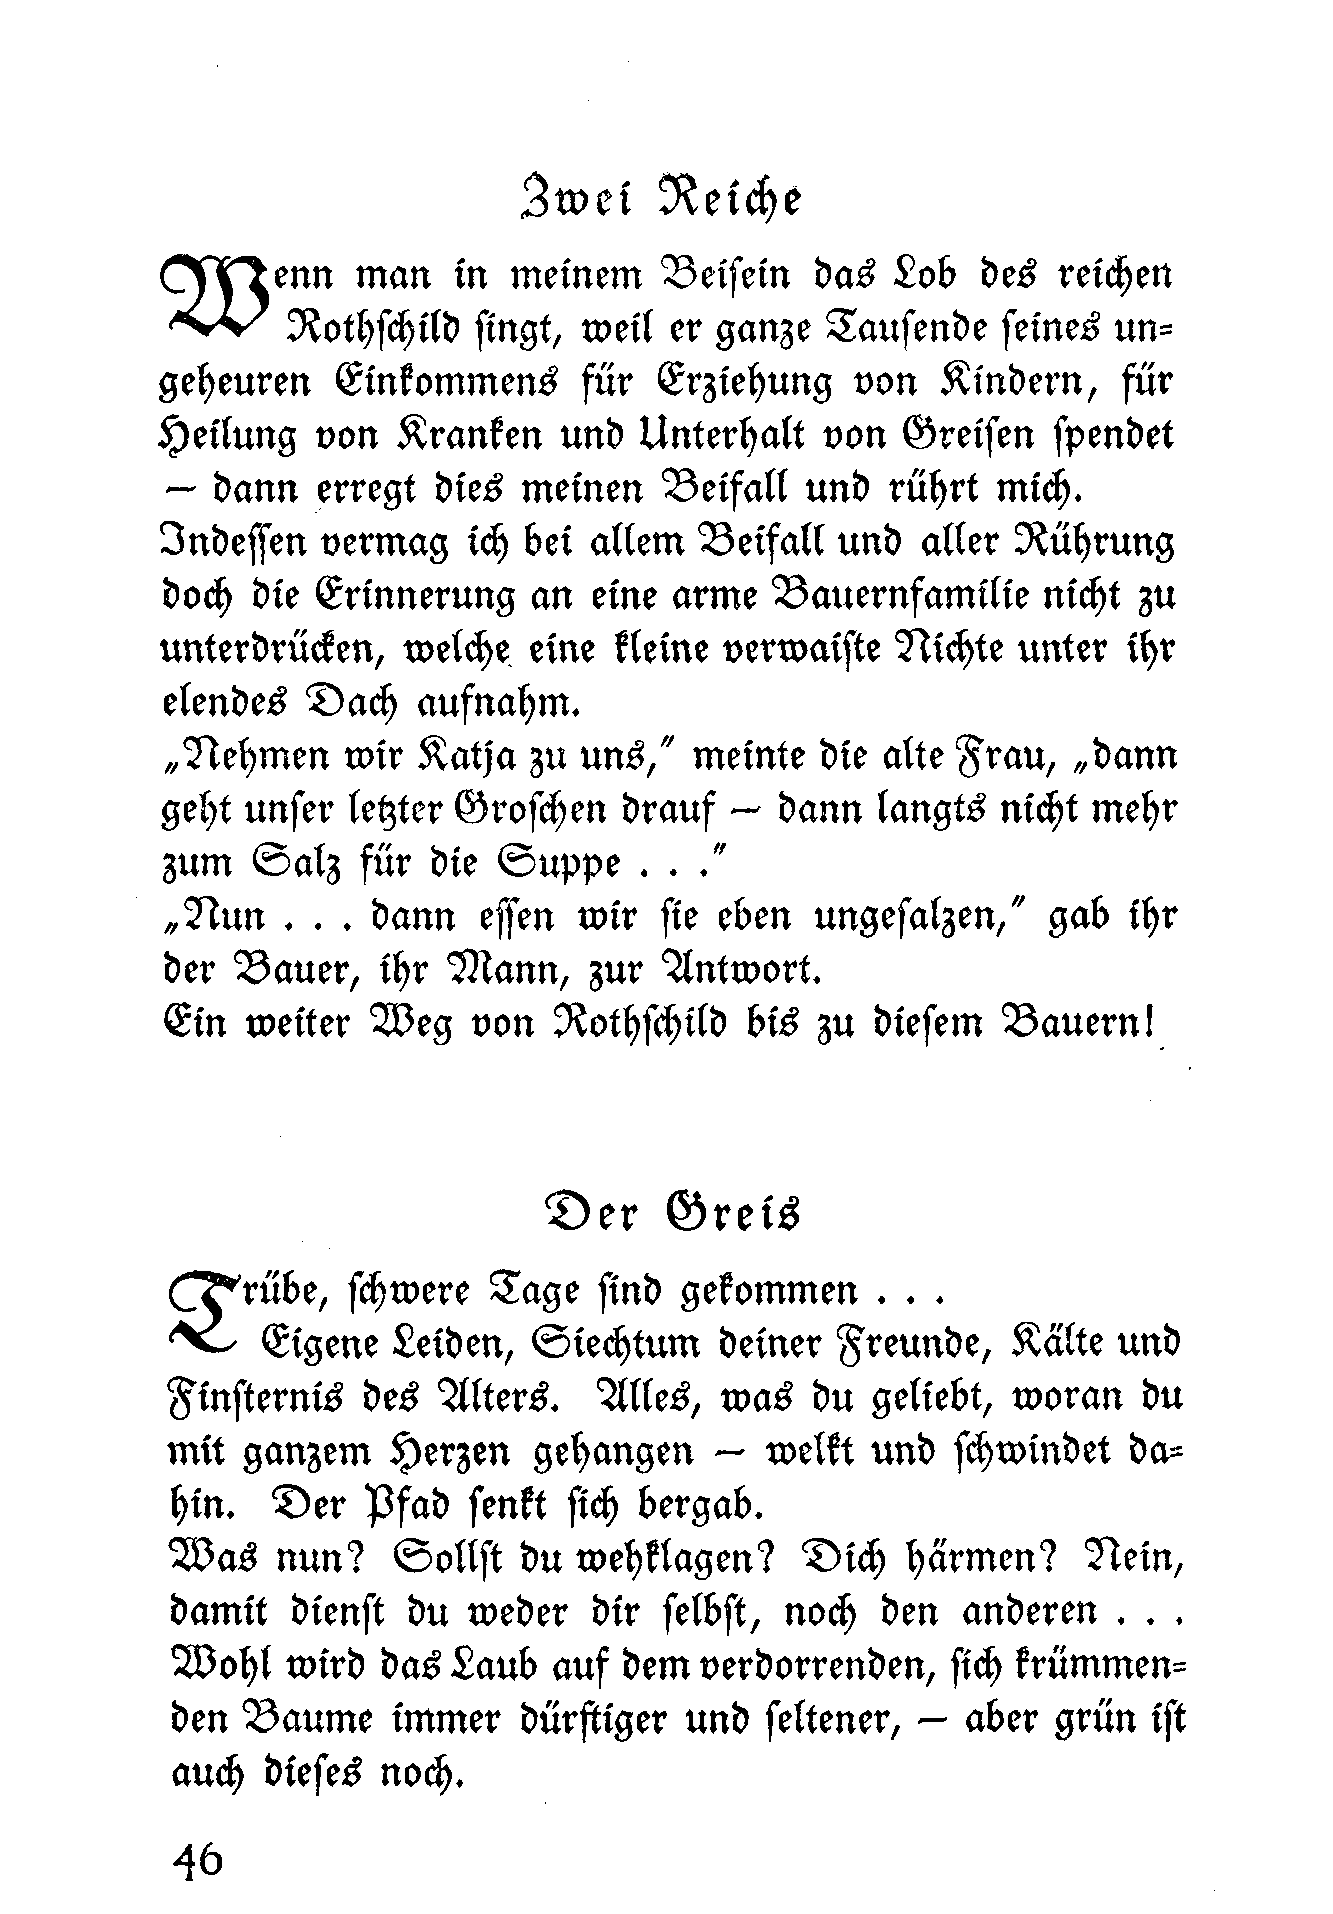 Zwei Reiche
Wenn man in meinem Beisein das Lob des reichen
Rothschild singt, weil er ganze Tausende seines un-
geheuren Einkommens für Erziehung von Kindern, für
Heilung von Kranken und Unterhalt von Greisen spendet
— dann erregt dies meinen Beifall und rührt mich.
Indessen vermag ich bei allem Beifall und aller Rührung
doch die Erinnerung an eine arme Bauernfamilie nicht zu
unterdrücken, welche eine kleine verwaiste Nichte unter ihr
elendes Dach aufnahm.
„Nehmen wir Katja zu uns,“ meinte die alte Frau, „dann
geht unser letzter Groschen drauf — dann langts nicht mehr
zum Salz für die Suppe . . .“
„Nun . . . dann essen wir sie eben ungesalzen,“ gab ihr
der Bauer, ihr Mann, zur Antwort.
Ein weiter Weg von Rothschild bis zu diesem Bauern!
Der Greis
Trübe, schwere Tage sind gekommen . . .
Eigene Leiden, Siechtum deiner Freunde, Kälte und
Finsternis des Alters. Alles, was du geliebt, woran du
mit ganzem Herzen gehangen — welkt und schwindet da-
hin. Der Pfad senkt sich bergab.
Was nun? Sollst du wehklagen? Dich härmen? Nein,
damit dienst du weder dir selbst, noch den anderen . . .
Wohl wird das Laub auf dem verdorrenden, sich krümmen-
den Baume immer dürftiger und seltener, — aber grün ist
auch dieses noch.
46